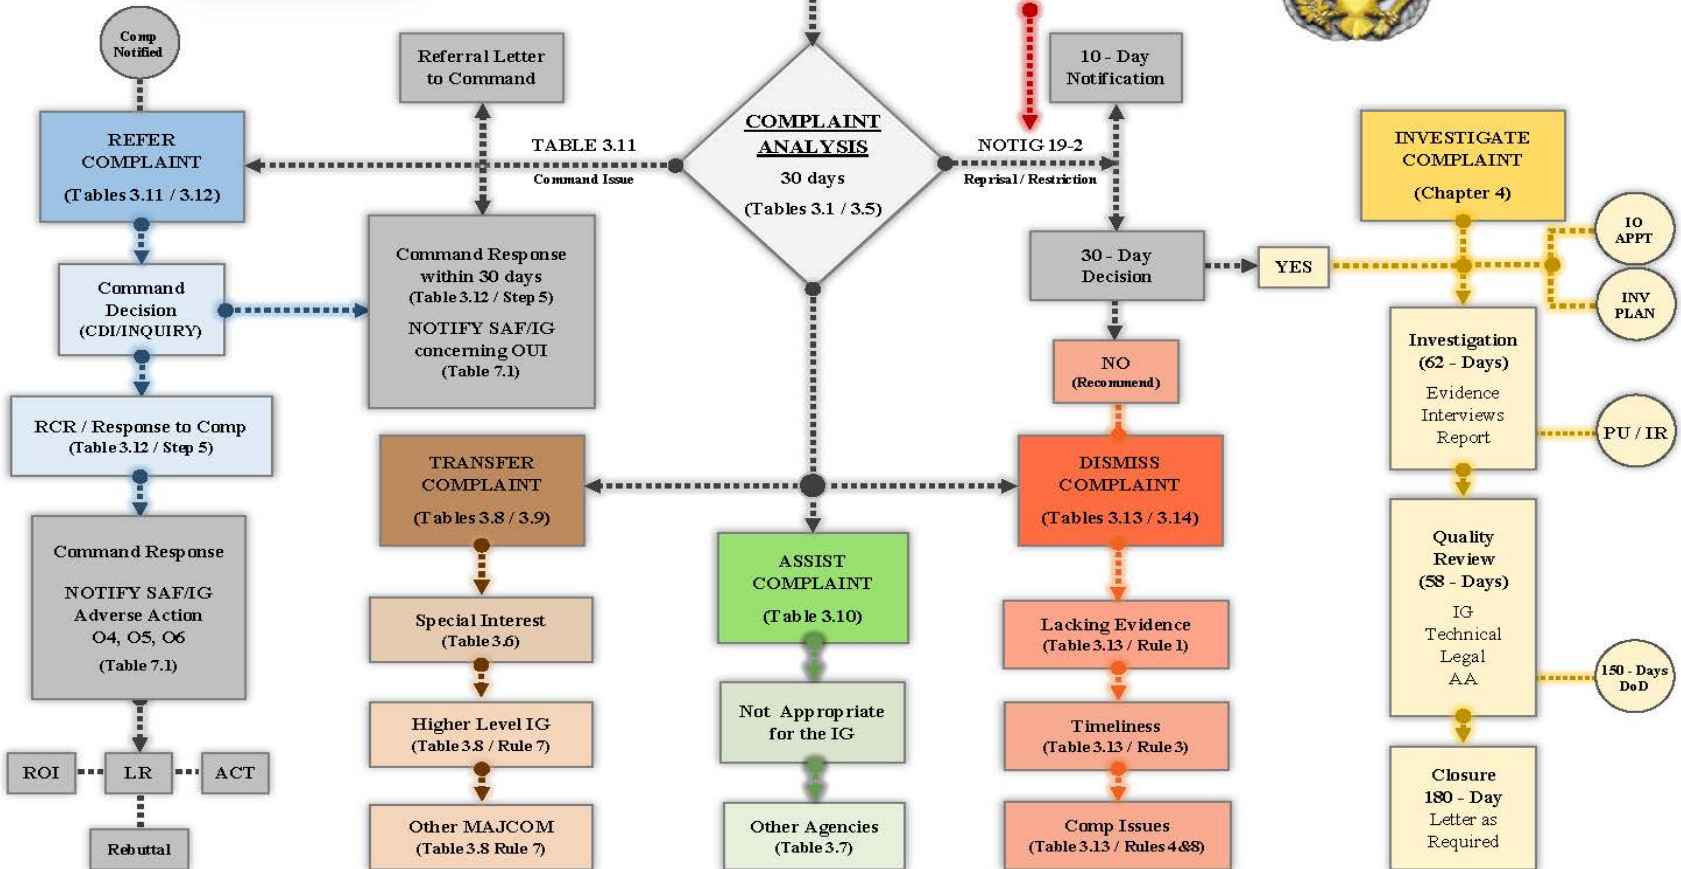 Comp
Notified
REFER
COMPLAINT
(Tables 3.11 / 3.12)
Command
Decision
(CDI/INQUIRY)
RCR / Response to Comp
(Table 3.12 / Step 5)
Command Response
NOTIFY SAF/IG
Adverse Action
O4, O5, O6
(Table 7.1)
ROI
LR
ACT
Rebuttal
Referral Letter
to Command
TABLE 3.11
Command Issue
Command Response
within 30 days
(Table 3.12 / Step 5)
NOTIFY SAF/IG
concerning OUI
(Table 7.1)
TRANSFER
COMPLAINT
(Tables 3.8 / 3.9)
Special Interest
(Table 3.6)
Higher Level IG
(Table 3.8 / Rule 7)
Other MAJCOM
(Table 3.8 Rule 7)
COMPLAINT
ANALYSIS
30 days
(Tables 3.1 / 3.5)
ASSIST
COMPLAINT
(Table 3.10)
Not Appropriate
for the IG
Other Agencies
(Table 3.7)
NOTIG 19-2
Reprisal / Restriction
10 - Day
Notification
30 - Day
Decision
YES
NO
(Recommend)
DISMISS
COMPLAINT
(Tables 3.13 / 3.14)
Lacking Evidence
(Table 3.13 / Rule 1)
Timeliness
(Table 3.13 / Rule 3)
Comp Issues
(Table 3.13 / Rules 4&8)
INVESTIGATE
COMPLAINT
(Chapter 4)
IO
APPT
INV
PLAN
Investigation
(62 - Days)
Evidence
Interviews
Report
PU / IR
Quality
Review
(58 - Days)
IG
Technical
Legal
AA
150 - Days
DoD
Closure
180 - Day
Letter as
Required